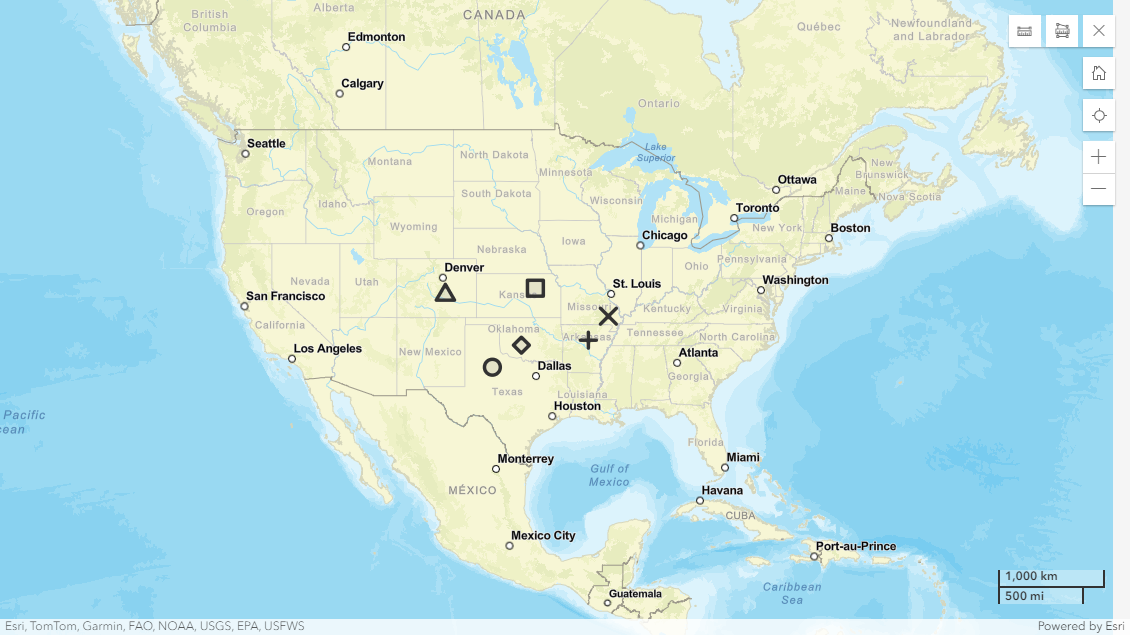 British
Columbia
Alberta
CANADA
Québec
Newfoundland
and Labrador
Edmonton
Calgary
Ontario
Seattle
Lake
Superior
North Dakota
Montana
Minnesota
New
Brunswick
Ottawa
Maine
Nova Scotia
South Dakota
Idaho
Wisconsin
Toronto
Oregon
Michigan
Wyoming
New York
Boston
Chicago
Iowa
Nebraska
Pennsylvania
Ohio
Denver
Nevada
Utah
St. Louis
Washington
San Francisco
Kansas
Missouri
Kentucky
Virginia
California
Oklahoma
Arkansas
Tennessee
North Carolina
Los Angeles
New Mexico
Atlanta
Dallas
Georgia
Texas
Louisiana
Houston
Pacific
ean
Florida
Monterrey
Miami
Gulf of
Mexico
MÉXICO
Havana
CUBA
Mexico City
Port-au-Prince
1,000 km
500 mi
Caribbean
Sea
Guatemala
Esri, TomTom, Garmin, FAO, NOAA, USGS, EPA, USFWS
Powered by Esri